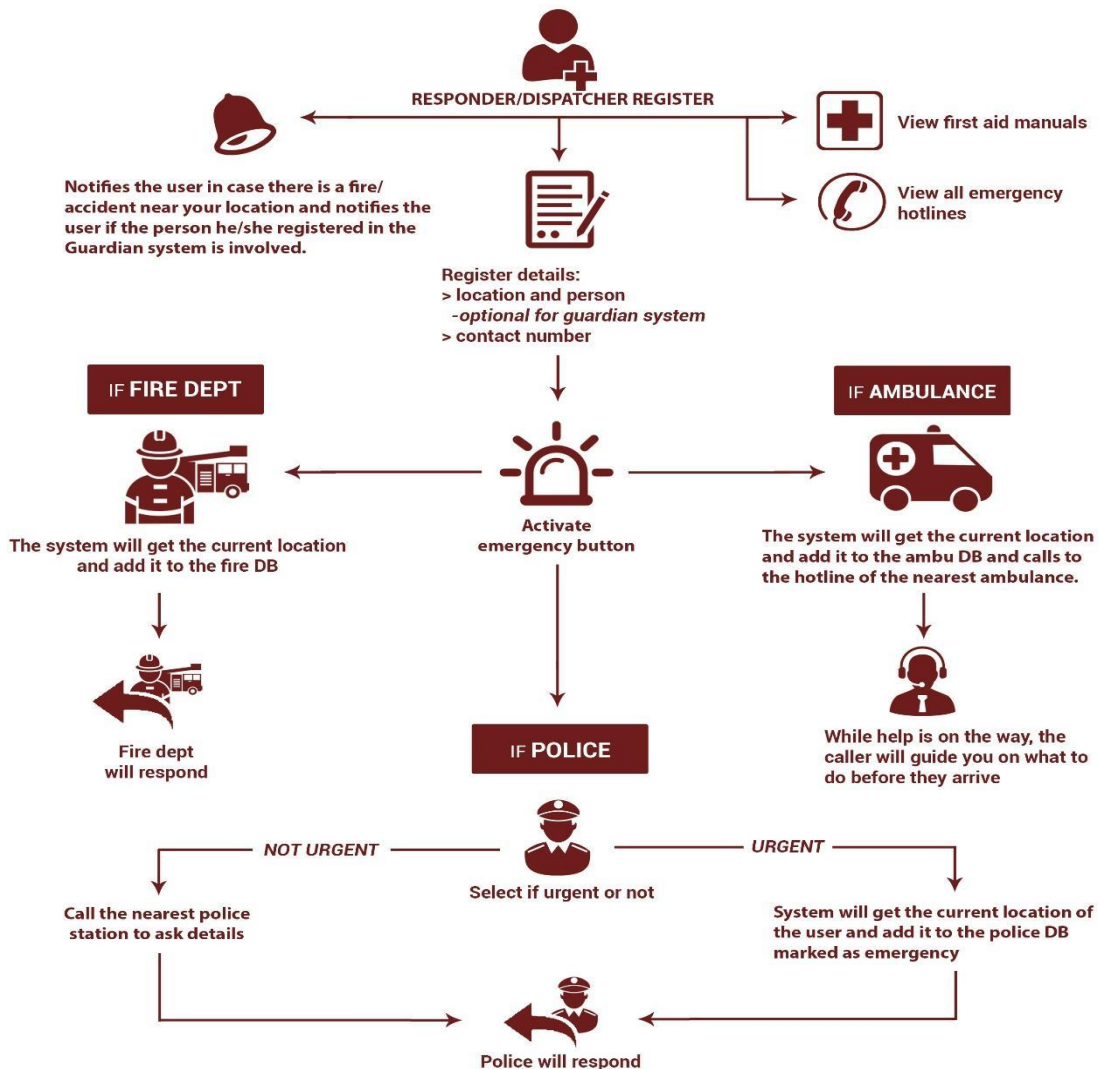 RESPONDER/DISPATCHER REGISTER
View first aid manuals
View all emergency
hotlines
Notifies the user in case there is a fire/
accident near your location and notifies the
user if the person he/she registered in the
Guardian system is involved.
Register details:
> location and person
-optional for guardian system
> contact number
IF FIRE DEPT
IF AMBULANCE
The system will get the current location
and add it to the fire DB
Activate
emergency button
The system will get the current location
and add it to the ambu DB and calls to
the hotline of the nearest ambulance.
Fire dept
will respond
While help is on the way, the
caller will guide you on what to
do before they arrive
IF POLICE
NOT URGENT
URGENT
Select if urgent or not
Call the nearest police
station to ask details
System will get the current location of
the user and add it to the police DB
marked as emergency
Police will respond